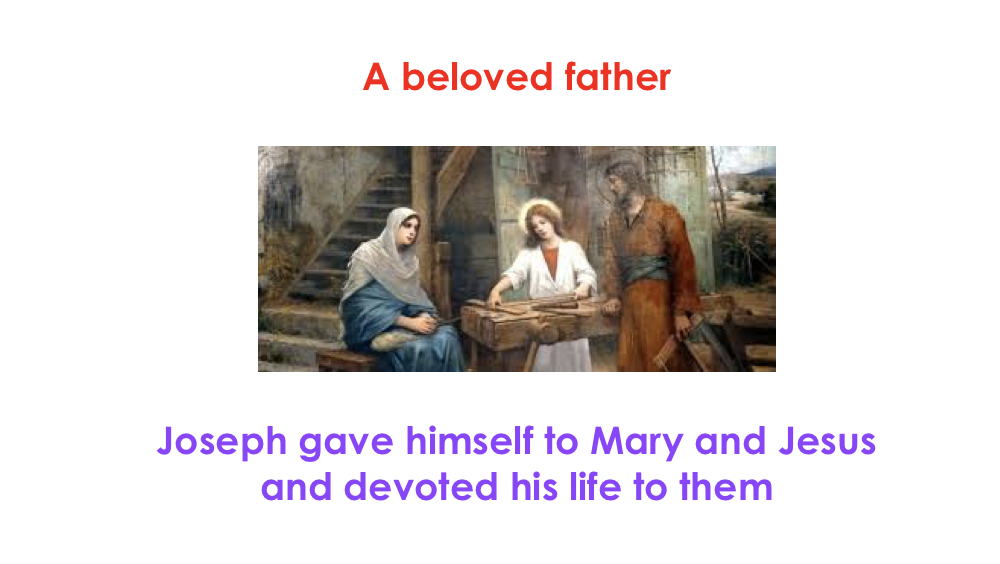 A beloved father
Joseph gave himself to Mary and Jesus
and devoted his life to them